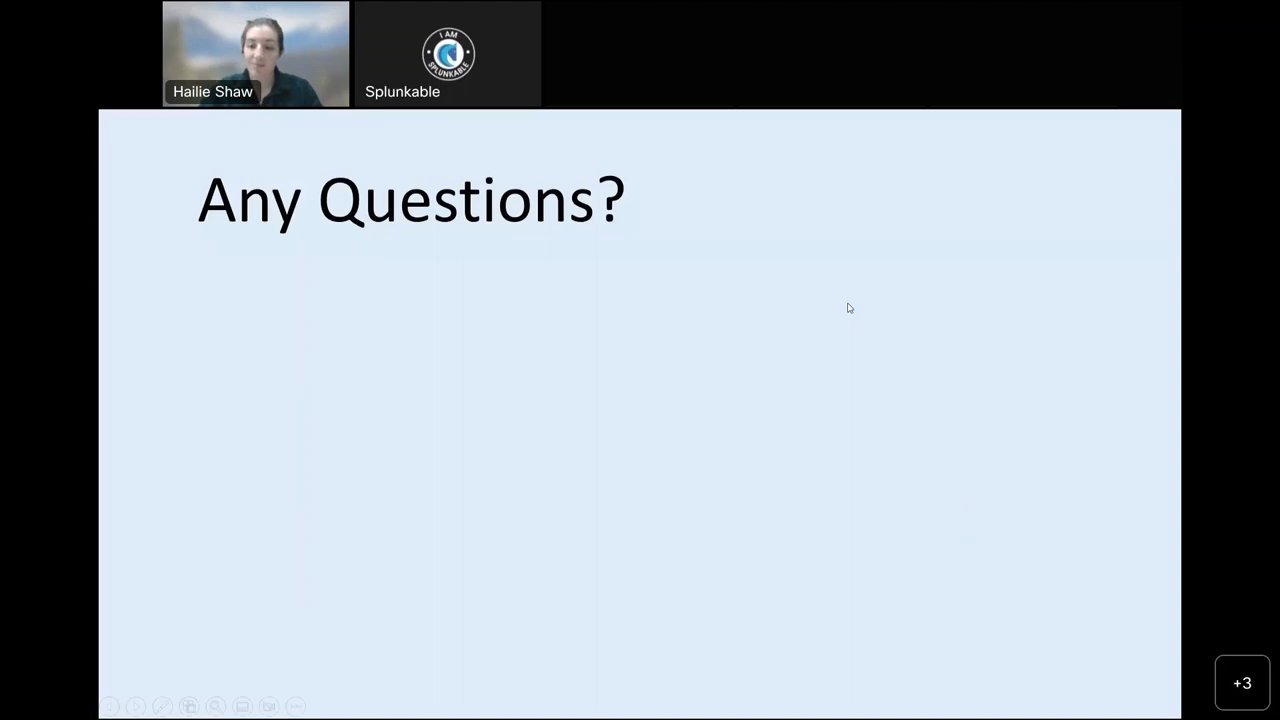 I AM
SPLUNKABLE
Hailie Shaw
Splunkable
Any Questions?
+3